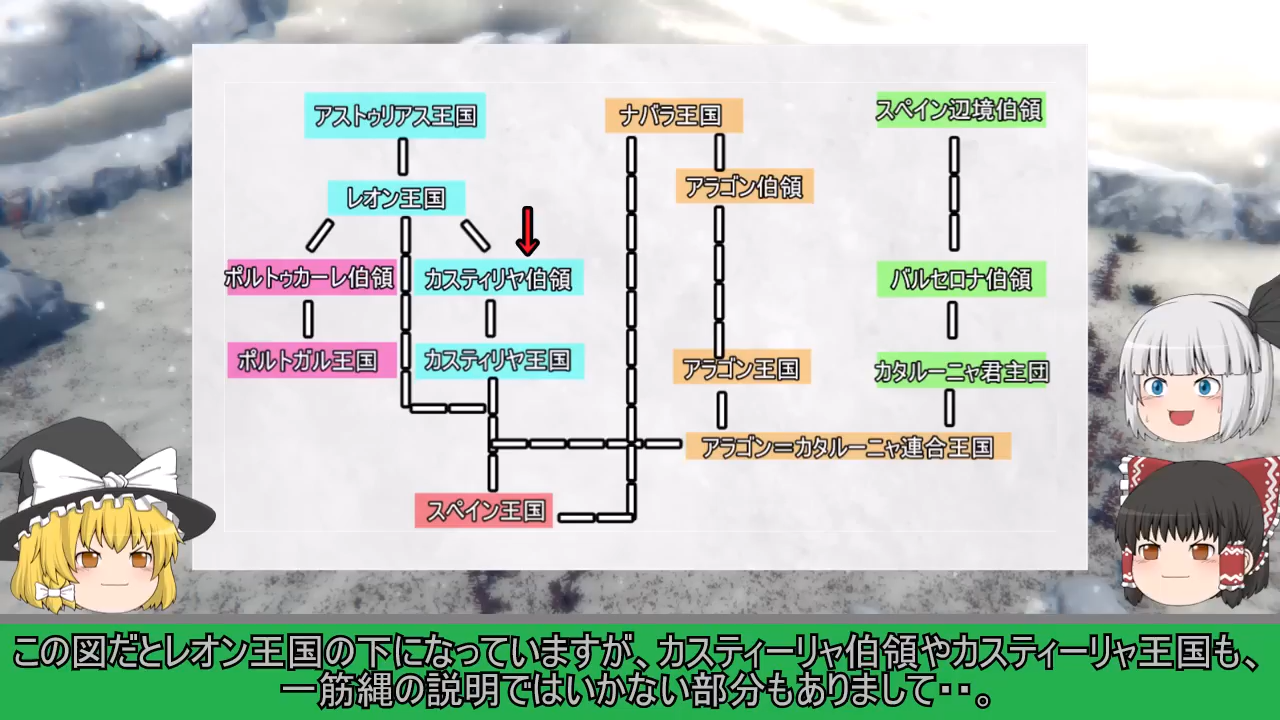 アストゥリアス王国
ナバラ王国
スペイン辺境伯領
アラゴン伯領
レオン王国
ポルトゥカーレ伯領
カスティリヤ伯領
バルセロナ伯領
ポルトガル王国
カスティリヤ王国
アラゴン王国
カタルーニャ君主団
アラゴン＝カタルーニャ連合王国
スペイン王国
この図だとレオン王国の下になっていますが、カスティーリャ伯領やカスティーリャ王国も、
一筋縄の説明ではいかない部分もありまして･･。